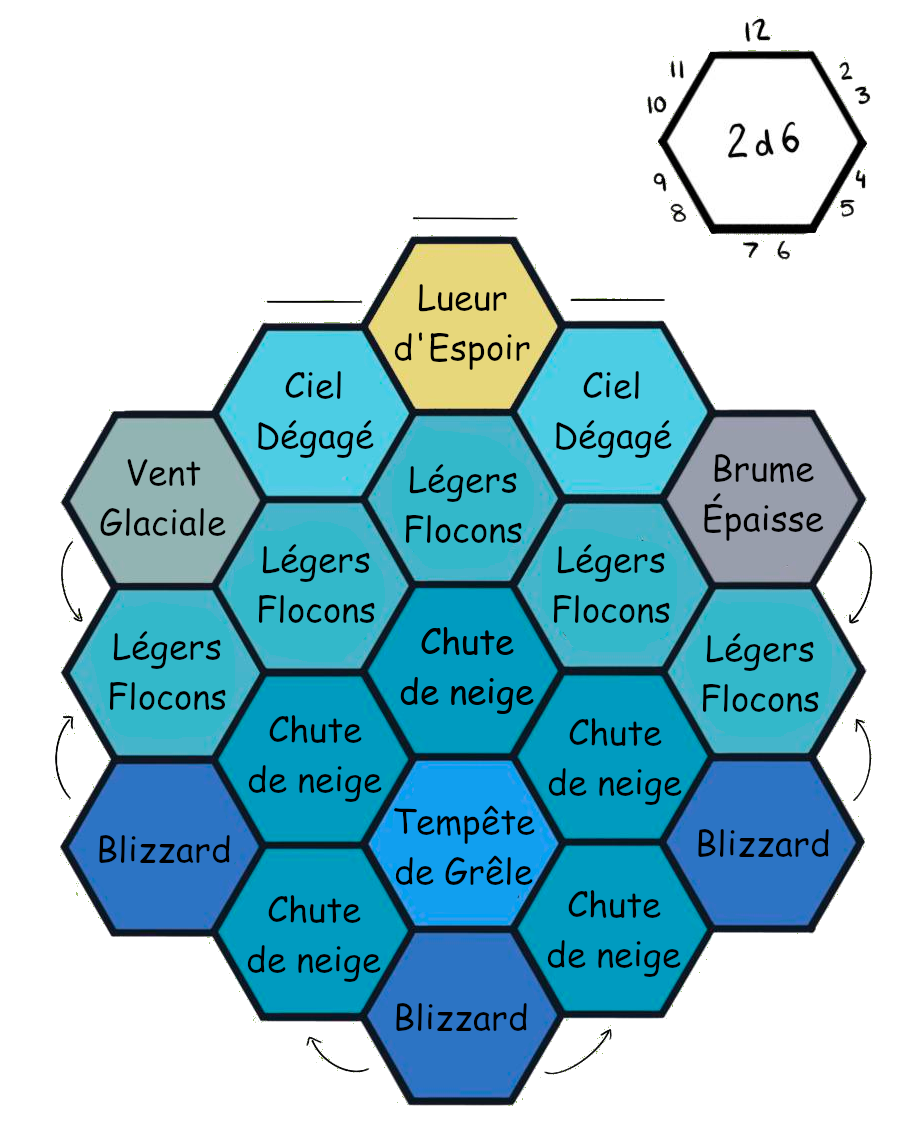 12
11
2
10
3
2d6
9
4
8
5
7 6
Lueur
d'Espoir
Ciel
Dégagé
Ciel
Dégagé
Vent
Glaciale
Légers
Flocons
Brume
Épaisse
Légers
Flocons
Légers
Flocons
Légers
Flocons
Chute
de neige
Légers
Flocons
Chute
de neige
Chute
de neige
Blizzard
Tempête
de Grêle
Blizzard
Chute
de neige
Chute
de neige
Blizzard